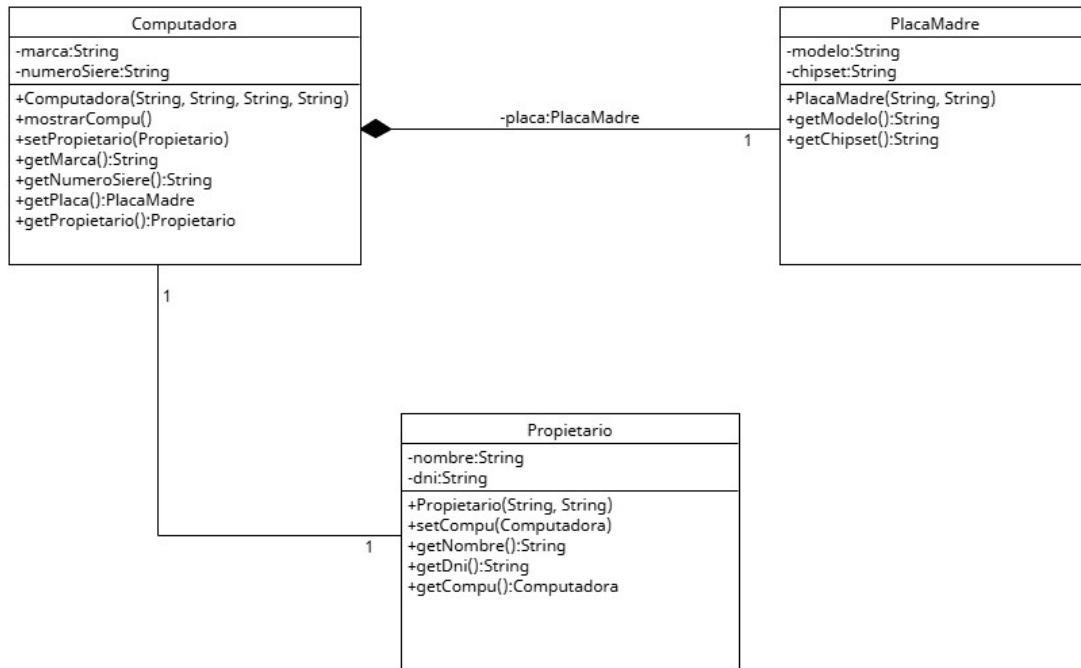 Computadora
-marca:String
-numeroSiere:String
+Computadora(String, String, String, String)
+mostrarCompu()
+setPropietario(Propietario)
+getMarca():String
+getNumeroSiere():String
+getPlaca():PlacaMadre
+getPropietario():Propietario
-placa:PlacaMadre
1
PlacaMadre
-modelo:String
-chipset:String
+PlacaMadre(String, String)
+getModelo():String
+getChipset():String
1
1
Propietario
-nombre:String
-dni:String
+Propietario(String, String)
+setCompu(Computadora)
+getNombre():String
+getDni():String
+getCompu():Computadora